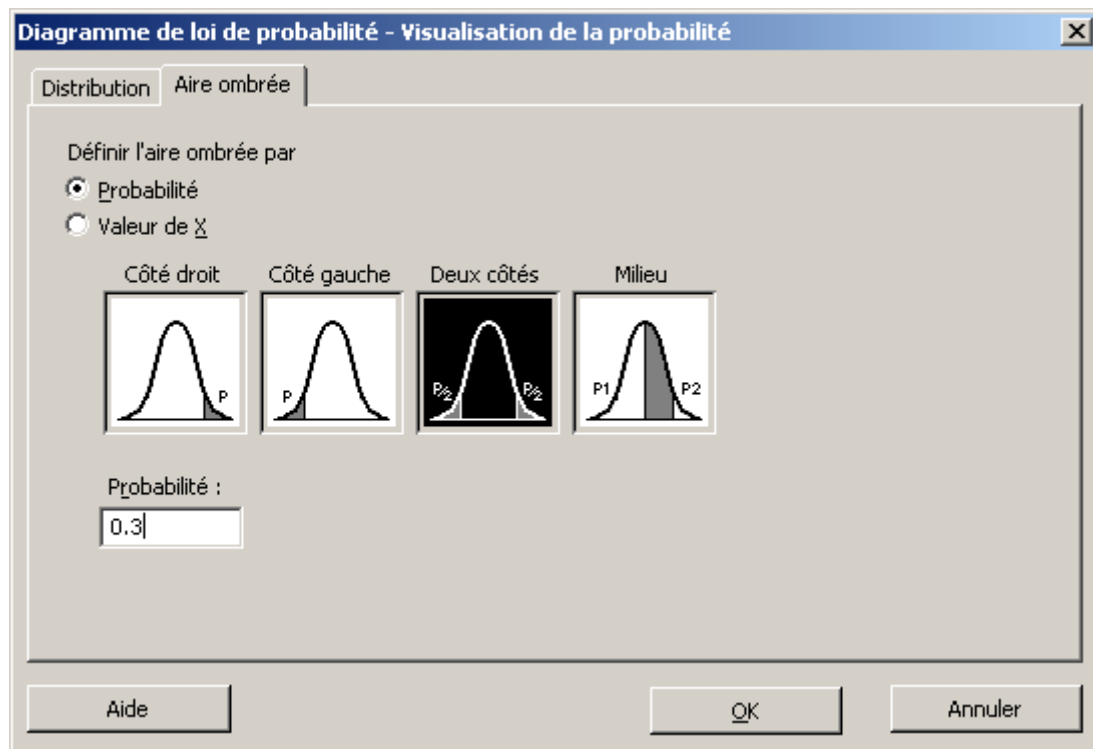 Diagramme de loi de probabilité - Visualisation de la probabilité
Distribution
Aire ombrée
Définir l'aire ombrée par
Probabilité
Valeur de X
Côté droit
Côté gauche
Deux côtés
Milieu
P
P
P/2
P/2
P1
P2
Probabilité :
0.3
Aide
OK
Annuler